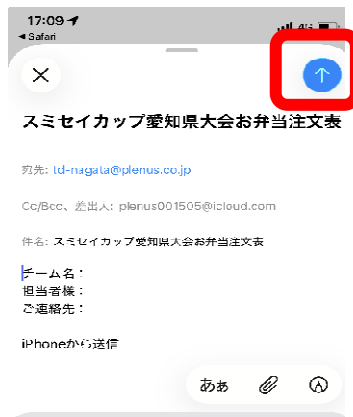 17:09
◀ Safari
スミセイカップ愛知県大会お弁当注文表
宛先: td-nagata@plenus.co.jp
Cc/Bcc、差出人: plenus001505@icloud.com
件名: スミセイカップ愛知県大会お弁当注文表
チーム名：
担当者様：
ご連絡先：
iPhoneから送信
あぁ